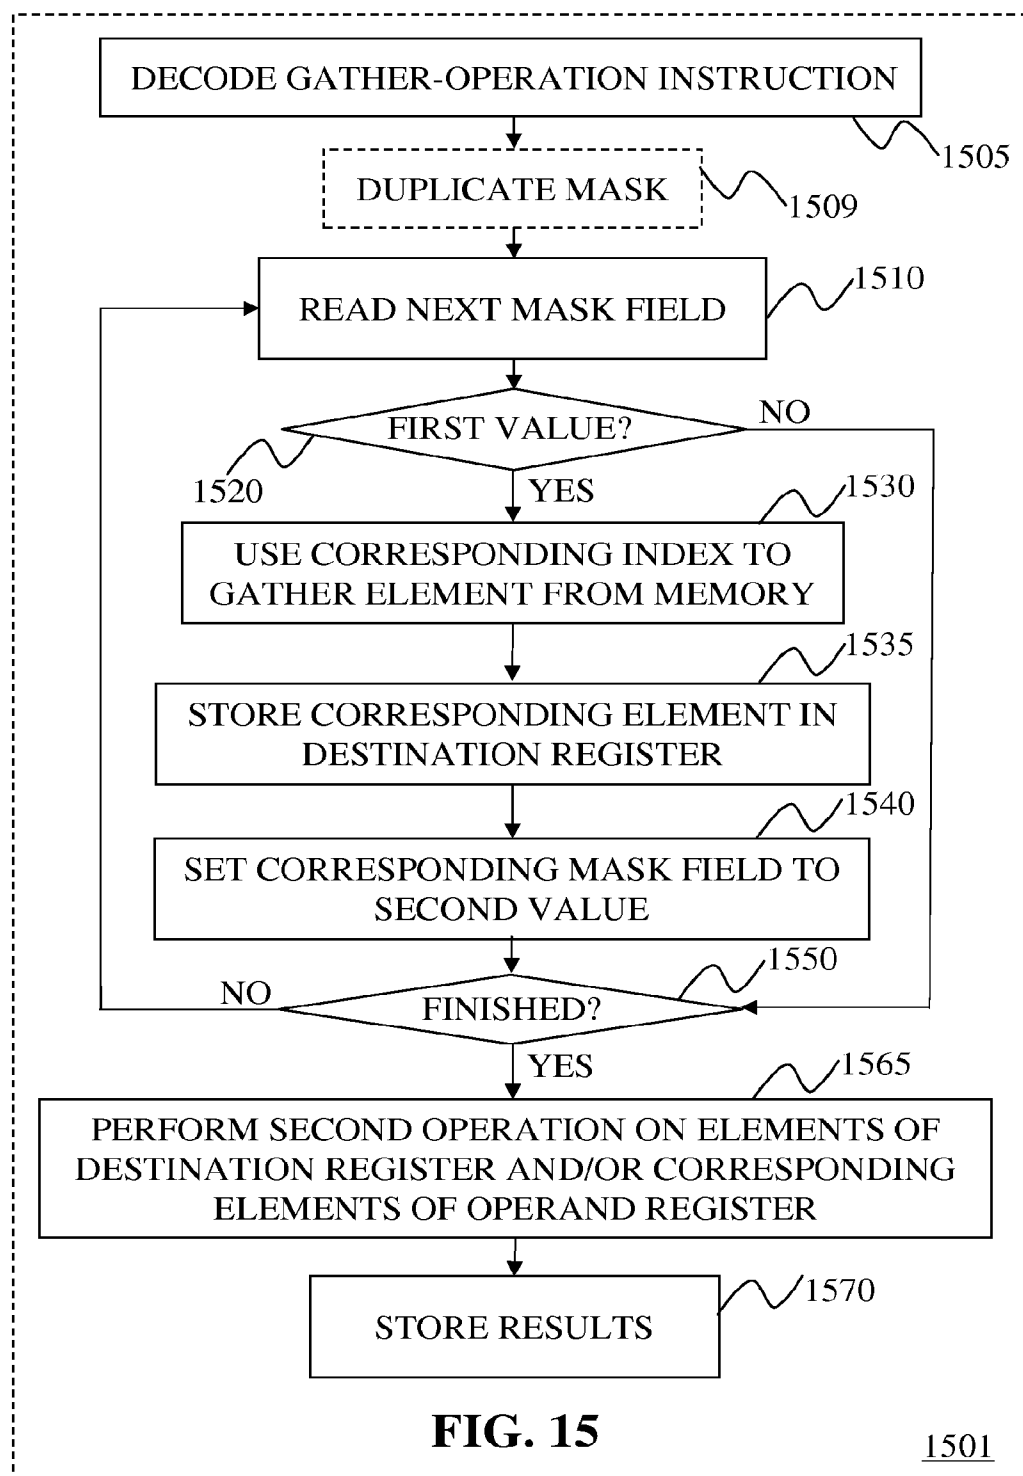 DECODE GATHER-OPERATION INSTRUCTION
1505
DUPLICATE MASK
1509
READ NEXT MASK FIELD
1510
FIRST VALUE?
NO
1520
YES
1530
USE CORRESPONDING INDEX TO
GATHER ELEMENT FROM MEMORY
1535
STORE CORRESPONDING ELEMENT IN
DESTINATION REGISTER
1540
SET CORRESPONDING MASK FIELD TO
SECOND VALUE
1550
NO
FINISHED?
YES
1565
PERFORM SECOND OPERATION ON ELEMENTS OF
DESTINATION REGISTER AND/OR CORRESPONDING
ELEMENTS OF OPERAND REGISTER
1570
STORE RESULTS
FIG. 15
1501